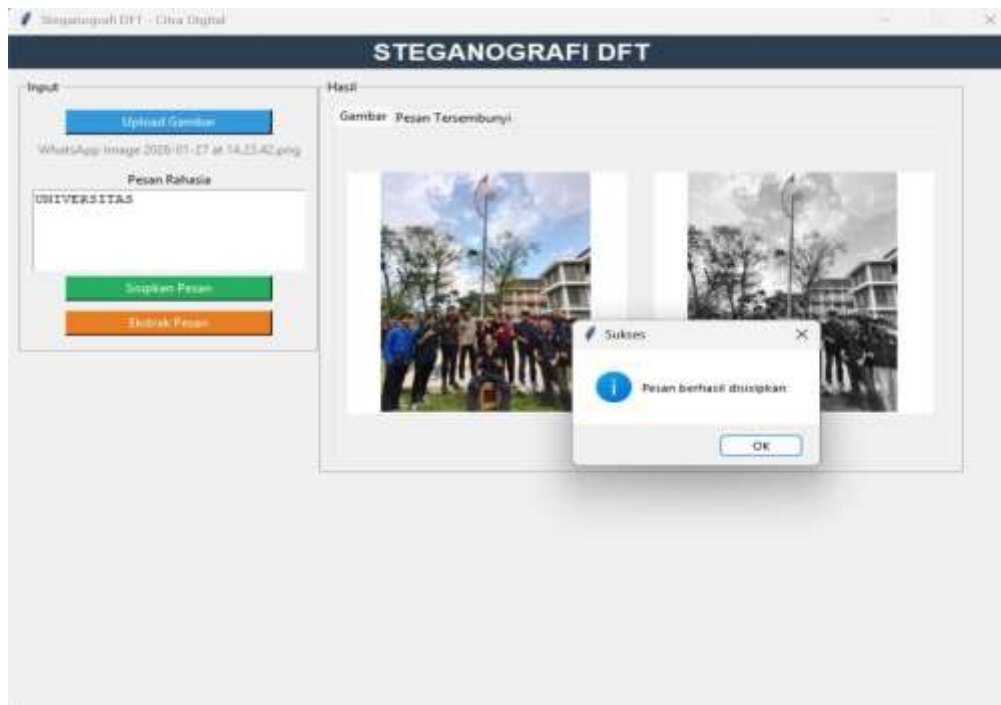 Steganografi DFT - Citra Digital
STEGANOGRAFI DFT
Input
Upload Gambar
WhatsApp Image 2026-01-27 at 14.23.42.png
Pesan Rahasia
UNIVERSITAS
Sisipkan Pesan
Ekstrak Pesan
Hasil
Gambar Pesan Tersembunyi
Sukses
Pesan berhasil disisipkan
OK